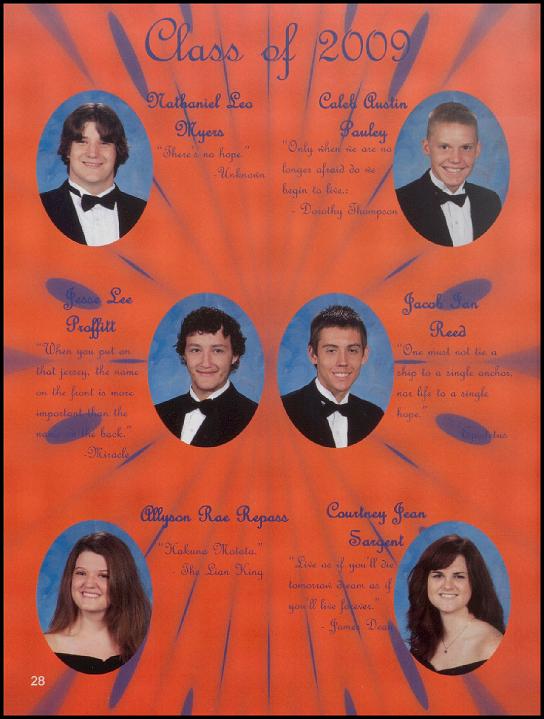 Class of 2009
Nathaniel Leo
Myers
"There's no hope."
- Unknown
Caleb Austin
Pauley
"Only when we are no
longer afraid do we
begin to live.:
- Dorothy Thompson
Jesse Lee
Proffitt
"When you put on
that jersey, the name
on the front is more
important than the
name on the back."
-Miracle
Jacob Ian
Reed
"One must not tie a
ship to a single anchor,
nor life to a single
hope."
Allyson Rae Repass
"Hakuna Matata."
- The Lian King
Courtney Jean
Sargent
"Live as if you'll die
tomorrow dream as if
you'll live forever."
- James Dean
28